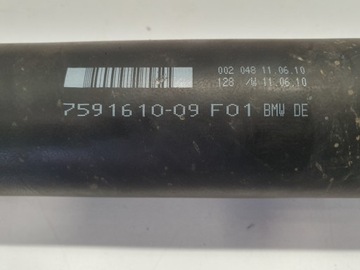 002 048 11.06.10
128 /W 11.06.10
7591610-09 F01 BMW DE